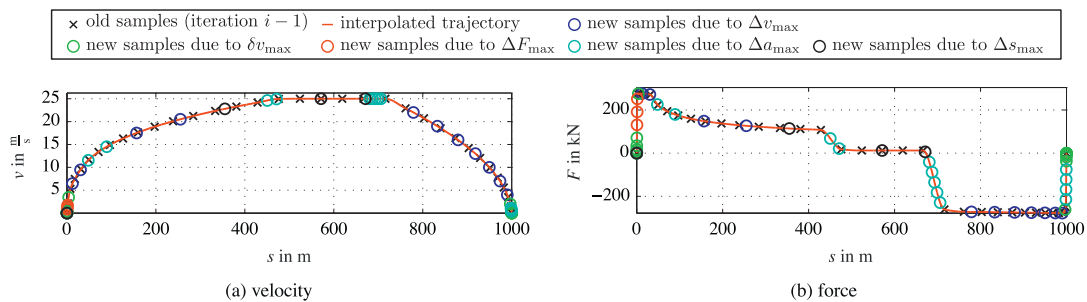 old samples (iteration i − 1) interpolated trajectory new samples due to Δv_max
new samples due to δv_max new samples due to ΔF_max new samples due to Δa_max new samples due to Δs_max
25
20
15
10
5
0 200 400 600 800 1000
v in m/s
s in m
(a) velocity
200
0
−200
0 200 400 600 800 1000
F in kN
s in m
(b) force